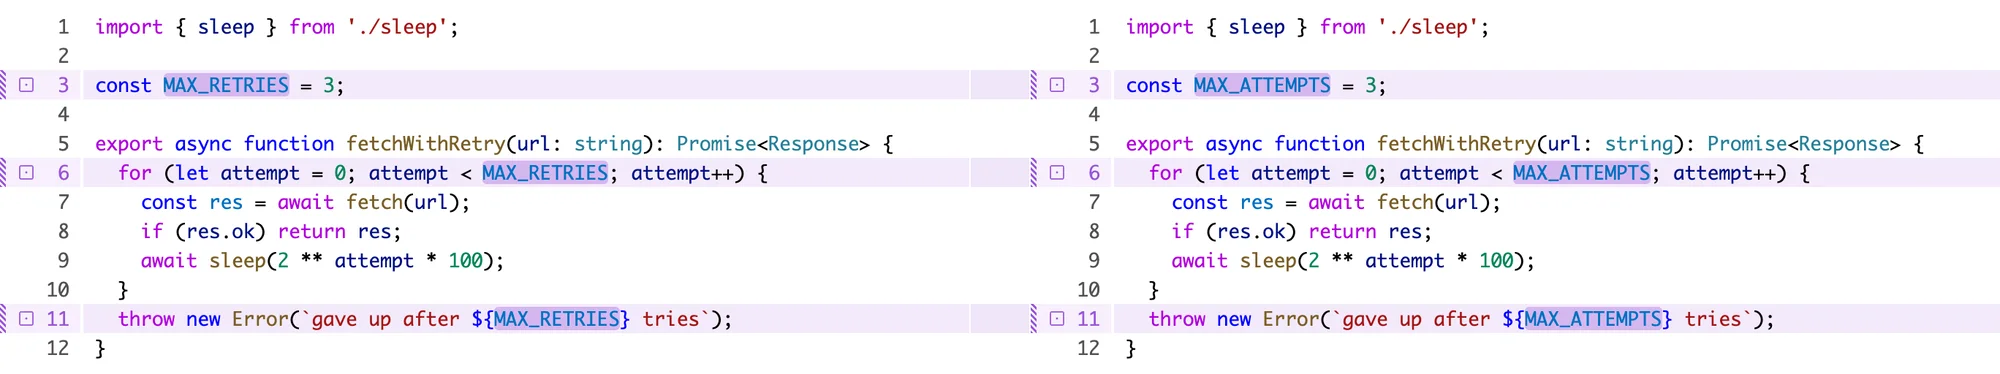 1 import { sleep } from './sleep';
2
3 const MAX_RETRIES = 3;
4
5 export async function fetchWithRetry(url: string): Promise<Response> {
6   for (let attempt = 0; attempt < MAX_RETRIES; attempt++) {
7     const res = await fetch(url);
8     if (res.ok) return res;
9     await sleep(2 ** attempt * 100);
10   }
11   throw new Error(`gave up after ${MAX_RETRIES} tries`);
12 }
1 import { sleep } from './sleep';
2
3 const MAX_ATTEMPTS = 3;
4
5 export async function fetchWithRetry(url: string): Promise<Response> {
6   for (let attempt = 0; attempt < MAX_ATTEMPTS; attempt++) {
7     const res = await fetch(url);
8     if (res.ok) return res;
9     await sleep(2 ** attempt * 100);
10   }
11   throw new Error(`gave up after ${MAX_ATTEMPTS} tries`);
12 }